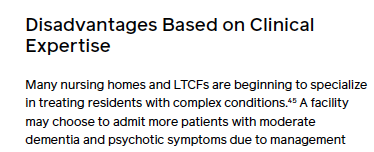 Disadvantages Based on Clinical
Expertise
Many nursing homes and LTCFs are beginning to specialize
in treating residents with complex conditions.⁴⁵ A facility
may choose to admit more patients with moderate
dementia and psychotic symptoms due to management